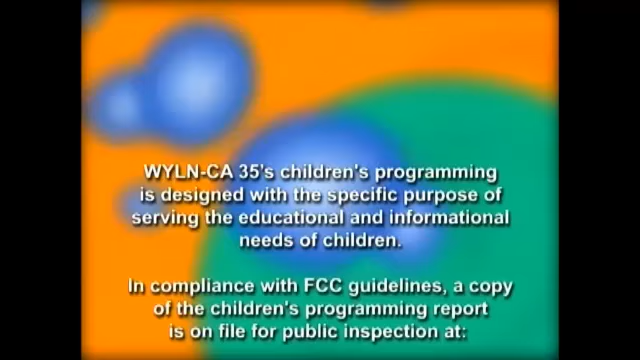 WYLN-CA 35's children's programming
is designed with the specific purpose of
serving the educational and informational
needs of children.
In compliance with FCC guidelines, a copy
of the children's programming report
is on file for public inspection at: